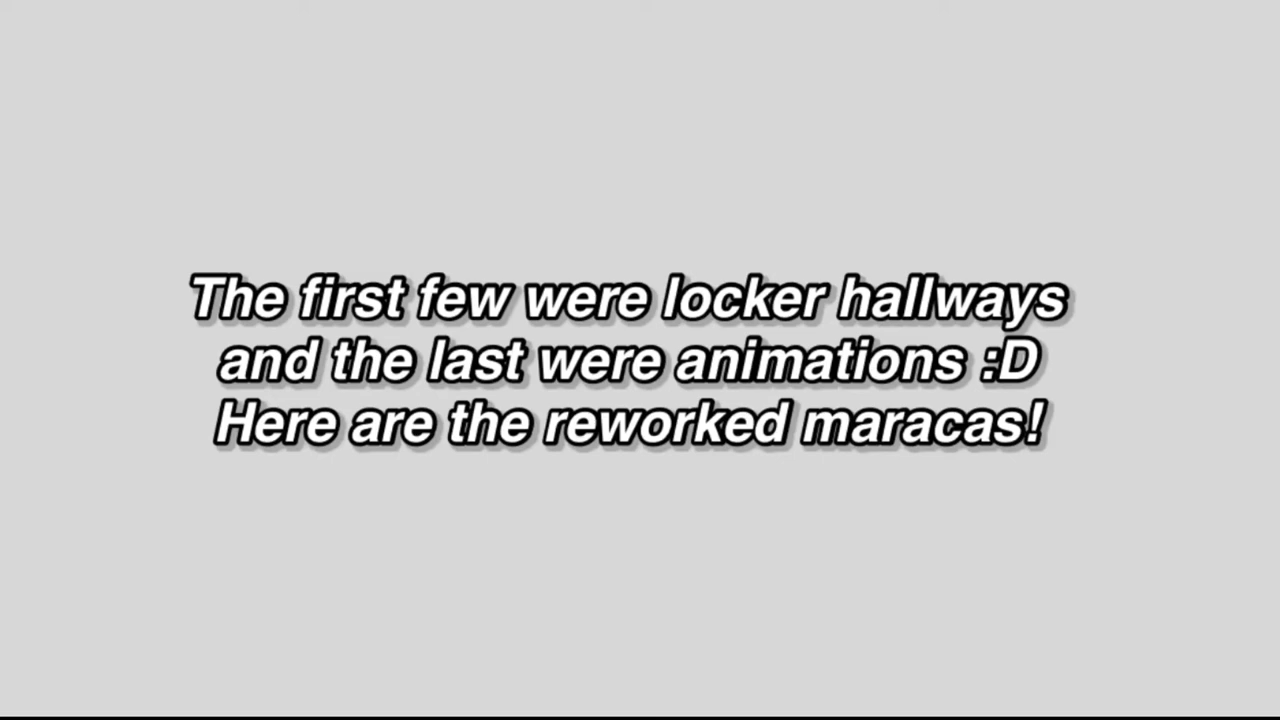 The first few were locker hallways
and the last were animations :D
Here are the reworked maracas!